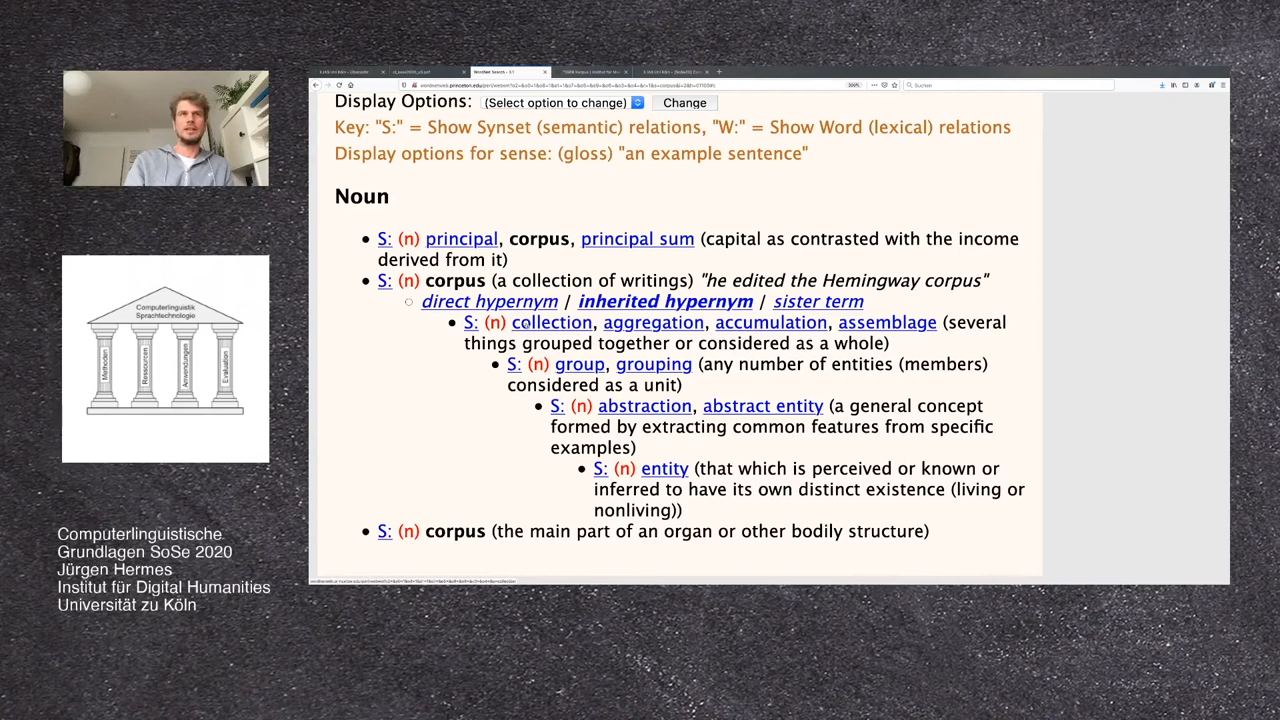 WordNet Search - 3.1
Suchen
Display Options: (Select option to change) Change
Key: "S:" = Show Synset (semantic) relations, "W:" = Show Word (lexical) relations
Display options for sense: (gloss) "an example sentence"
Noun
• S: (n) principal, corpus, principal sum (capital as contrasted with the income
derived from it)
• S: (n) corpus (a collection of writings) "he edited the Hemingway corpus"
○ direct hypernym / inherited hypernym / sister term
• S: (n) collection, aggregation, accumulation, assemblage (several
things grouped together or considered as a whole)
• S: (n) group, grouping (any number of entities (members)
considered as a unit)
• S: (n) abstraction, abstract entity (a general concept
formed by extracting common features from specific
examples)
• S: (n) entity (that which is perceived or known or
inferred to have its own distinct existence (living or
nonliving))
• S: (n) corpus (the main part of an organ or other bodily structure)
Computerlinguistik
Sprachtechnologie
Methoden
Ressourcen
Anwendungen
Evaluation
Computerlinguistische
Grundlagen SoSe 2020
Jürgen Hermes
Institut für Digital Humanities
Universität zu Köln